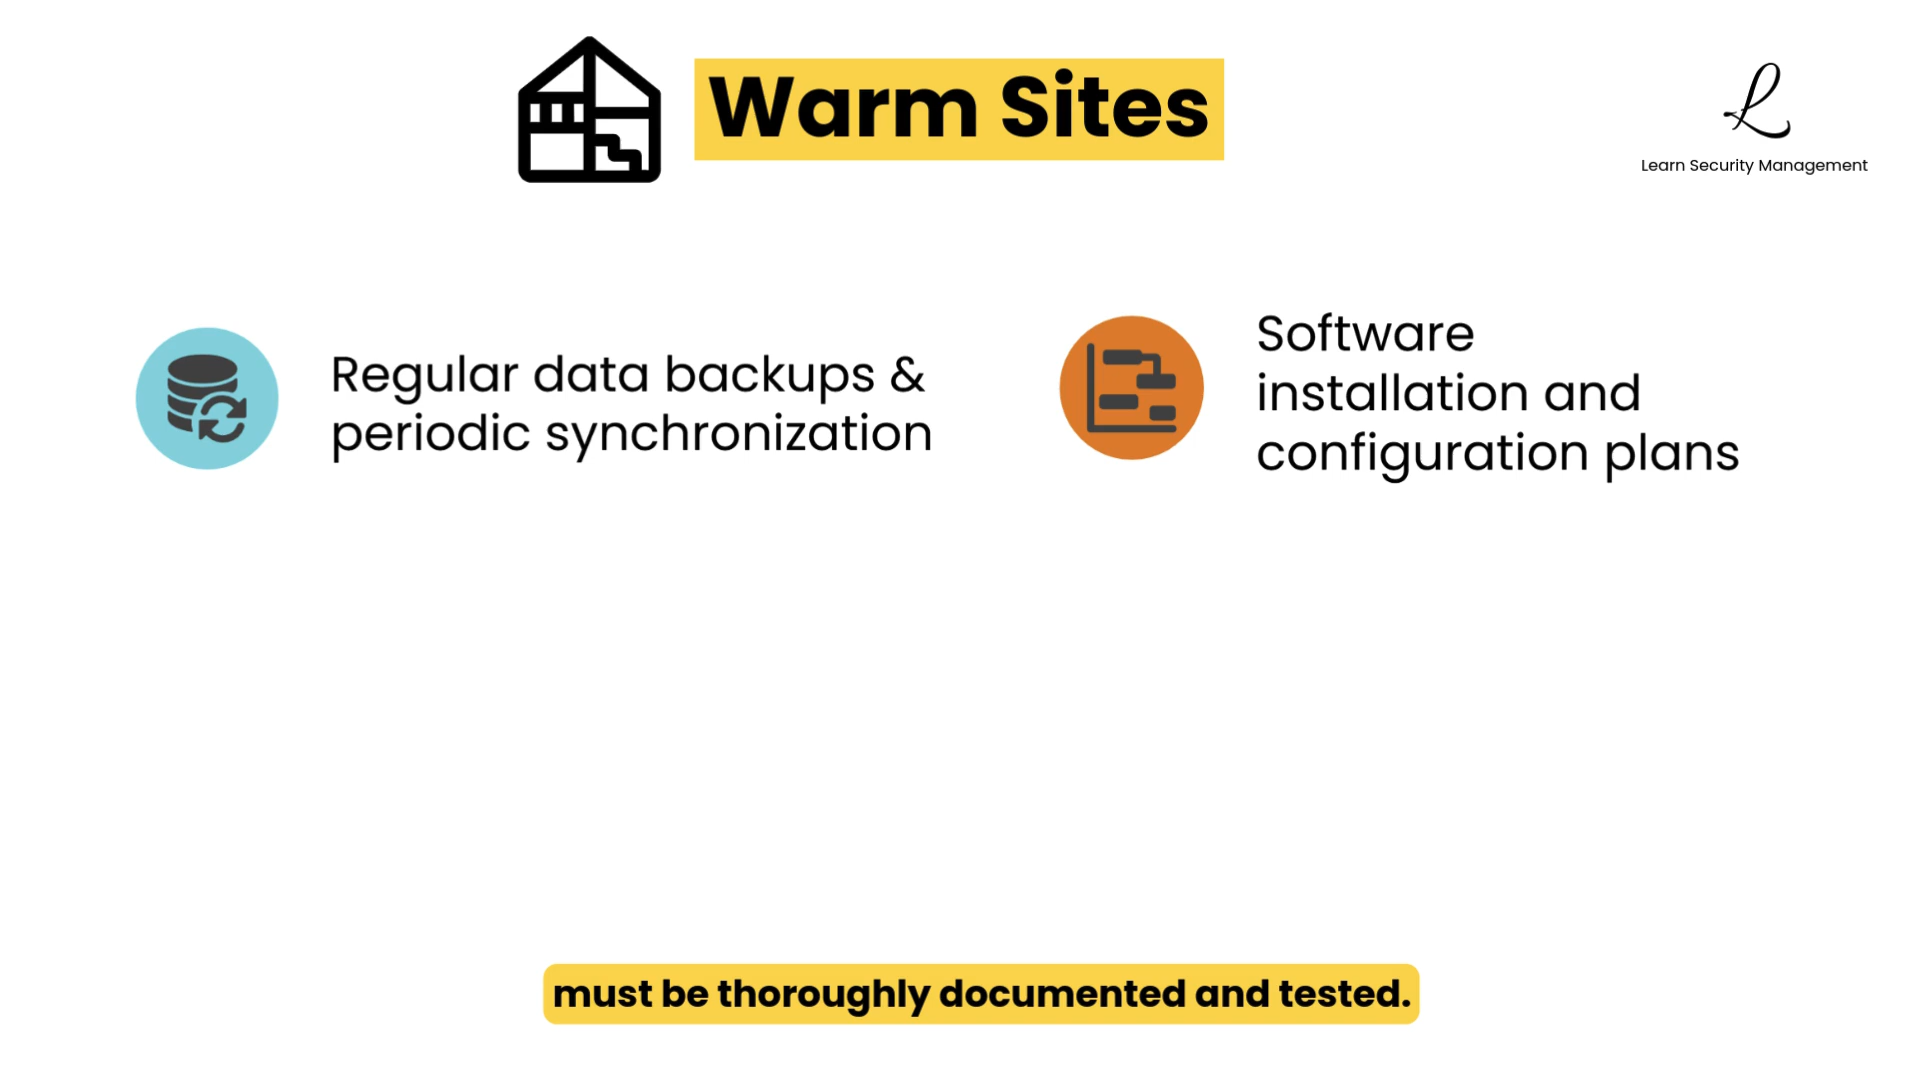 Warm Sites
L
Learn Security Management
Regular data backups &
periodic synchronization
Software
installation and
configuration plans
must be thoroughly documented and tested.